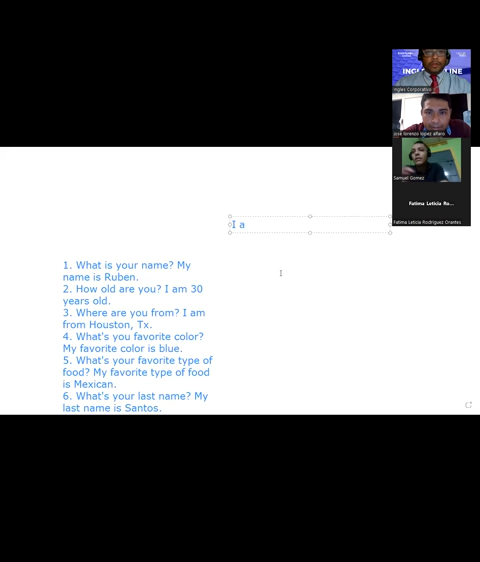 INGL
INE
Ingles Corporativo
jose lorenzo lopez alfaro
Samuel Gomez
Fatima Leticia Ro...
Fatima Leticia Rodriguez Orantes
I a
1. What is your name? My
name is Ruben.
2. How old are you? I am 30
years old.
3. Where are you from? I am
from Houston, Tx.
4. What's you favorite color?
My favorite color is blue.
5. What's your favorite type of
food? My favorite type of food
is Mexican.
6. What's your last name? My
last name is Santos.